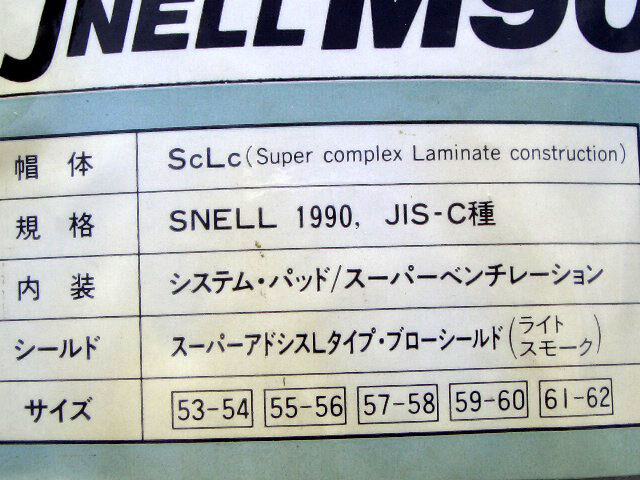 SNELL M90
帽体 ScLc(Super complex Laminate construction)
規格 SNELL 1990, JIS-C種
内装 システム・パッド/スーパーベンチレーション
シールド スーパーアドシスLタイプ・ブローシールド(ライトスモーク)
サイズ 53-54 55-56 57-58 59-60 61-62